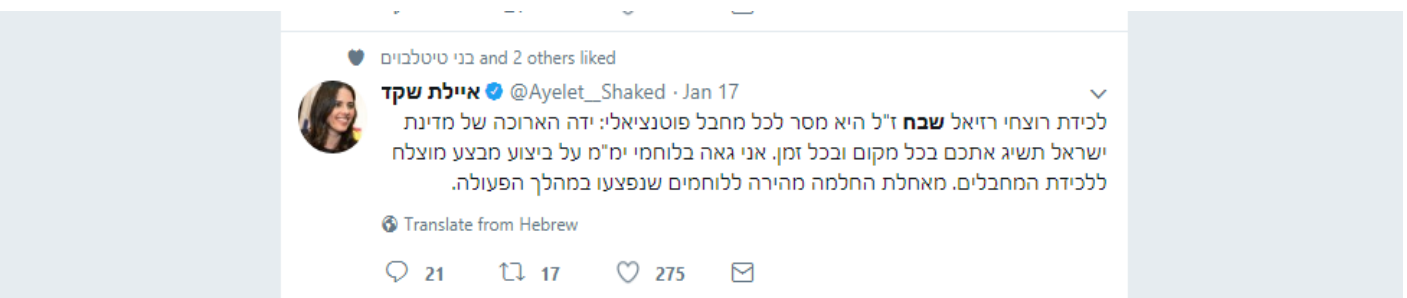 בני טיטלבוים and 2 others liked
איילת שקד @Ayelet__Shaked · Jan 17
לכידת רוצחי רזיאל שבח ז"ל היא מסר לכל מחבל פוטנציאלי: ידה הארוכה של מדינת
ישראל תשיג אתכם בכל מקום ובכל זמן. אני גאה בלוחמי ימ"מ על ביצוע מבצע מוצלח
ללכידת המחבלים. מאחלת החלמה מהירה ללוחמים שנפצעו במהלך הפעולה.
Translate from Hebrew
21 17 275